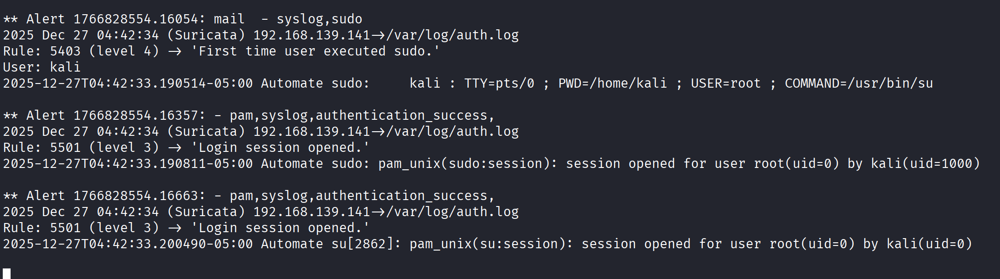 ** Alert 1766828554.16054: mail  - syslog,sudo
2025 Dec 27 04:42:34 (Suricata) 192.168.139.141->/var/log/auth.log
Rule: 5403 (level 4) -> 'First time user executed sudo.'
User: kali
2025-12-27T04:42:33.190514-05:00 Automate sudo:     kali : TTY=pts/0 ; PWD=/home/kali ; USER=root ; COMMAND=/usr/bin/su
** Alert 1766828554.16357: - pam,syslog,authentication_success,
2025 Dec 27 04:42:34 (Suricata) 192.168.139.141->/var/log/auth.log
Rule: 5501 (level 3) -> 'Login session opened.'
2025-12-27T04:42:33.190811-05:00 Automate sudo: pam_unix(sudo:session): session opened for user root(uid=0) by kali(uid=1000)
** Alert 1766828554.16663: - pam,syslog,authentication_success,
2025 Dec 27 04:42:34 (Suricata) 192.168.139.141->/var/log/auth.log
Rule: 5501 (level 3) -> 'Login session opened.'
2025-12-27T04:42:33.200490-05:00 Automate su[2862]: pam_unix(su:session): session opened for user root(uid=0) by kali(uid=0)